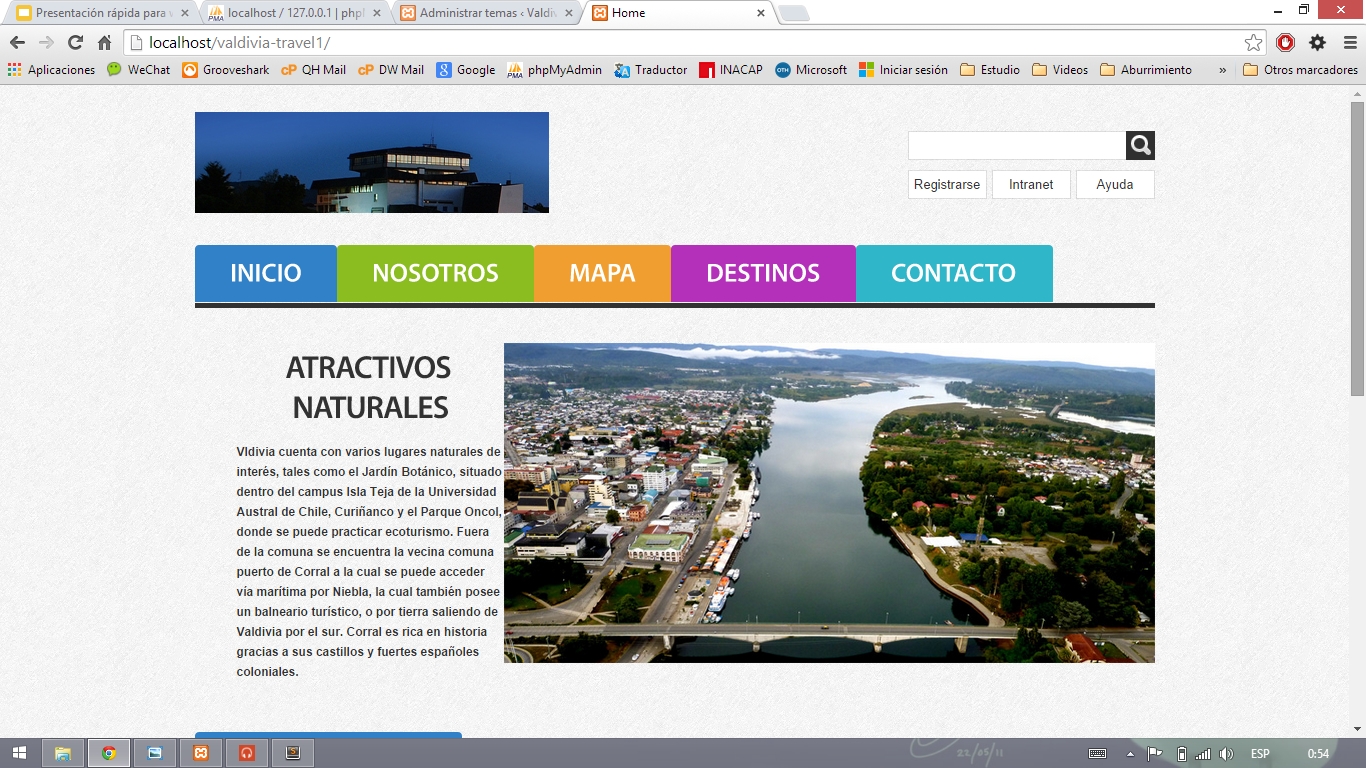 Presentación rápida para v
localhost / 127.0.0.1 | phpl
Administrar temas ‹ Valdiv
Home
localhost/valdivia-travel1/
Aplicaciones WeChat Grooveshark QH Mail DW Mail Google phpMyAdmin Traductor INACAP Microsoft Iniciar sesión Estudio Videos Aburrimiento » Otros marcadores
Registrarse Intranet Ayuda
INICIO NOSOTROS MAPA DESTINOS CONTACTO
ATRACTIVOS
NATURALES
Vldivia cuenta con varios lugares naturales de
interés, tales como el Jardín Botánico, situado
dentro del campus Isla Teja de la Universidad
Austral de Chile, Curiñanco y el Parque Oncol,
donde se puede practicar ecoturismo. Fuera
de la comuna se encuentra la vecina comuna
puerto de Corral a la cual se puede acceder
vía marítima por Niebla, la cual también posee
un balneario turístico, o por tierra saliendo de
Valdivia por el sur. Corral es rica en historia
gracias a sus castillos y fuertes españoles
coloniales.
22/05/11
ESP 0:54